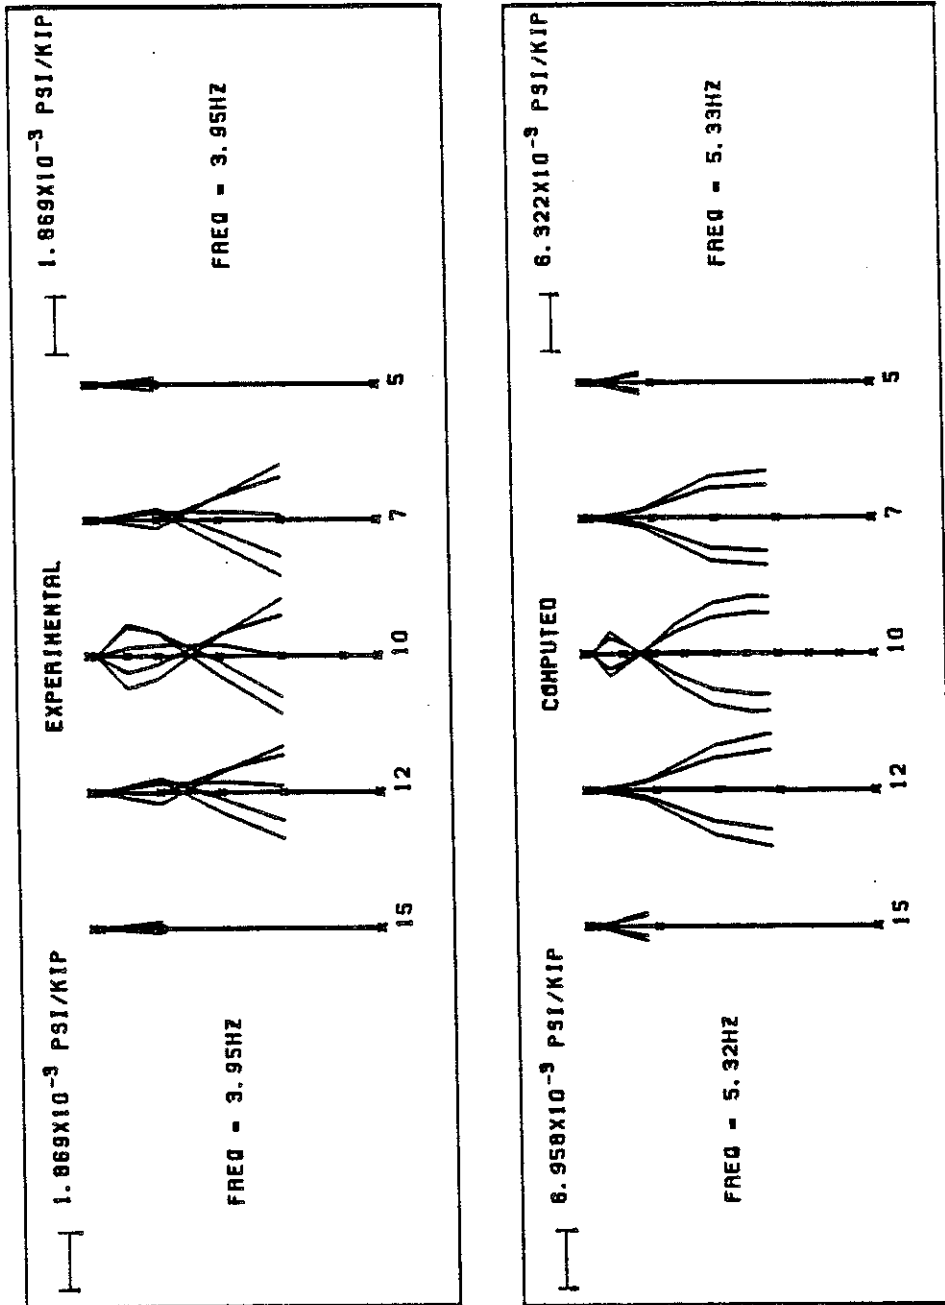 1.869X10⁻³ PSI/KIP EXPERIMENTAL 1.869X10⁻³ PSI/KIP
FREQ = 3.95HZ FREQ = 3.95HZ
15 12 10 7 5
6.958X10⁻³ PSI/KIP COMPUTED 6.322X10⁻³ PSI/KIP
FREQ = 5.32HZ FREQ = 5.33HZ
15 12 10 7 5